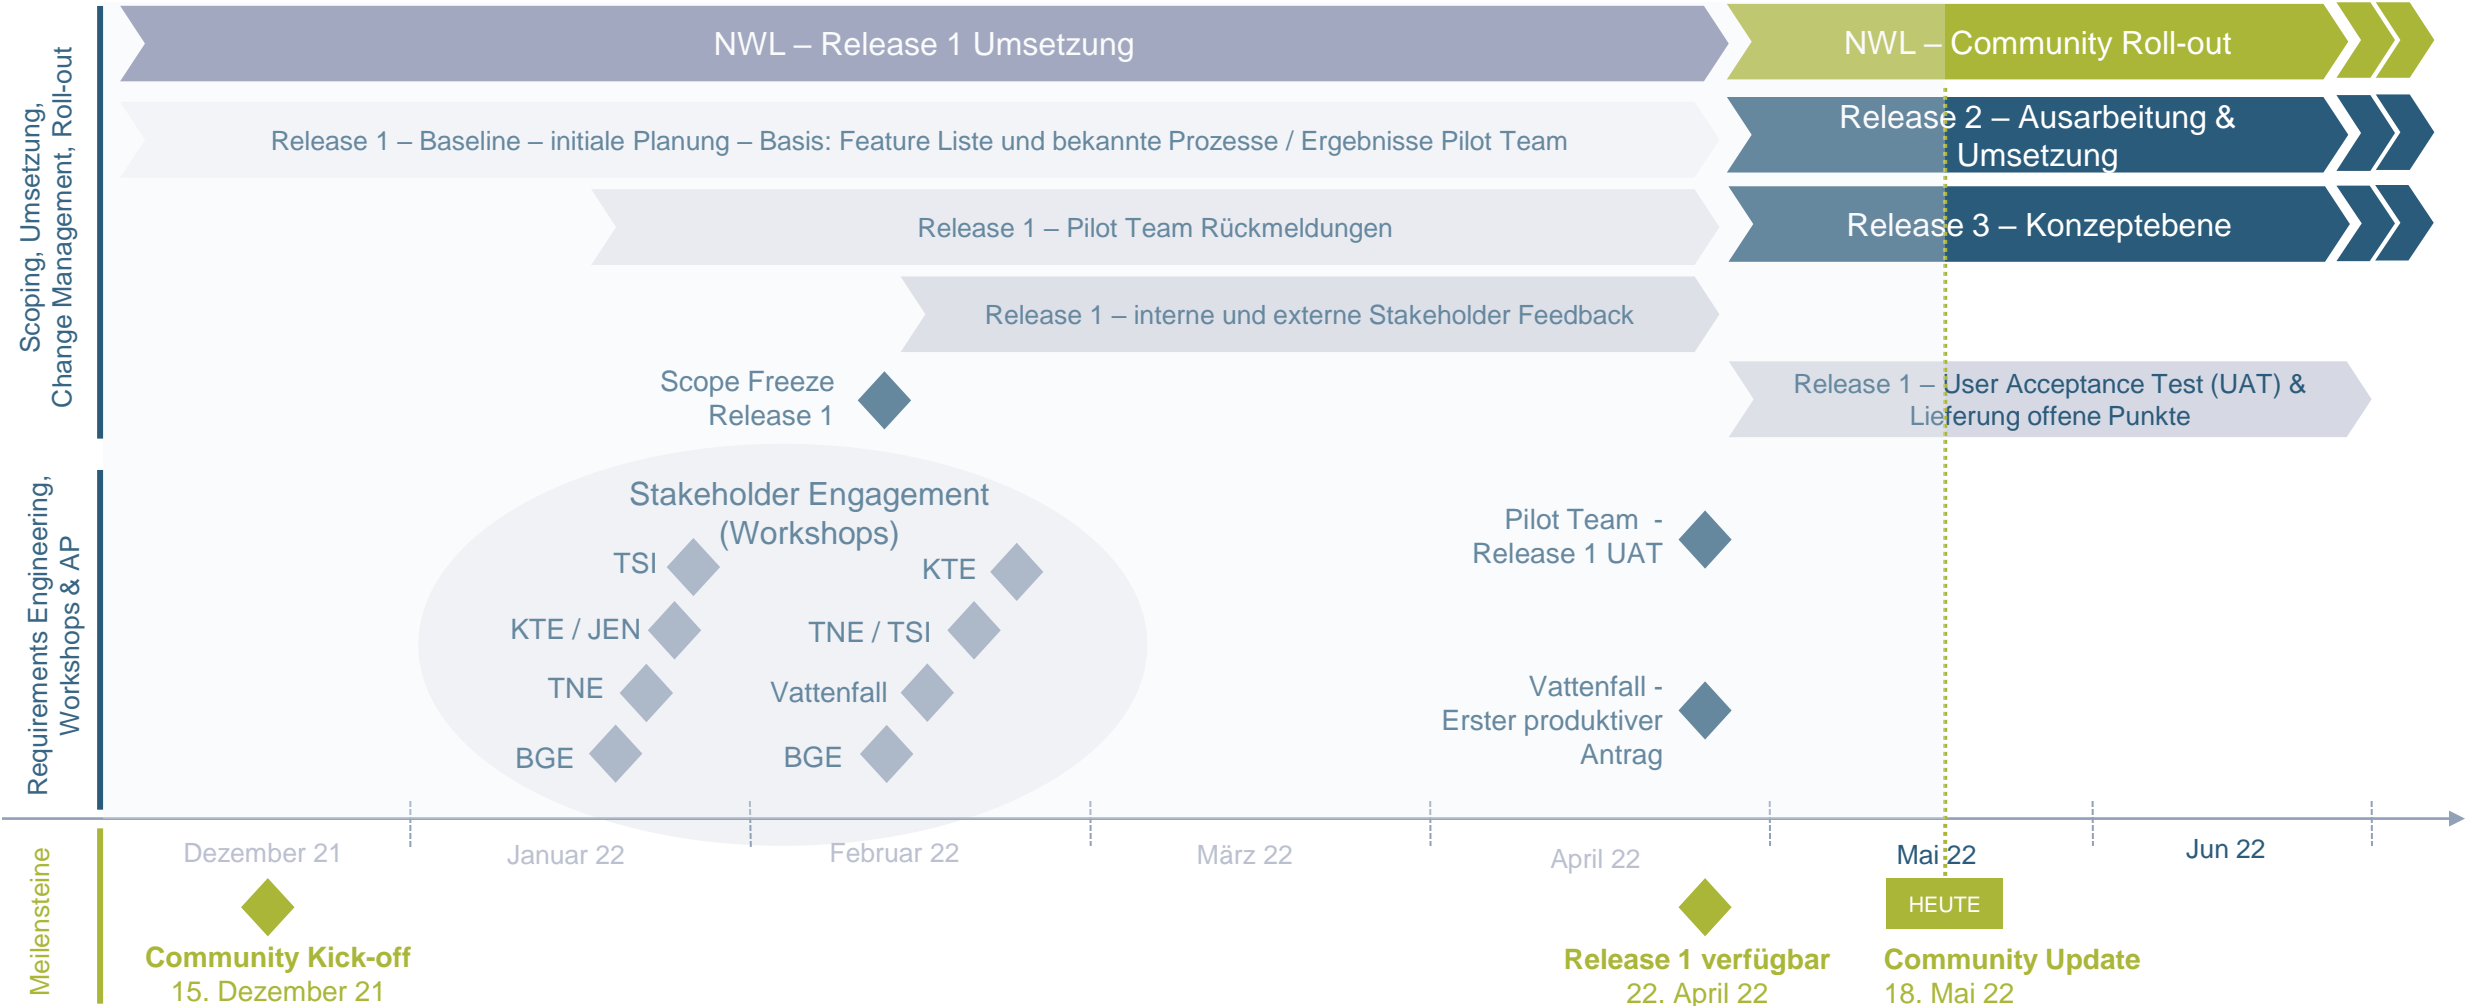 Scoping, Umsetzung,
Change Management, Roll-out
NWL – Release 1 Umsetzung
NWL – Community Roll-out
Release 1 – Baseline – initiale Planung – Basis: Feature Liste und bekannte Prozesse / Ergebnisse Pilot Team
Release 2 – Ausarbeitung &
Umsetzung
Release 1 – Pilot Team Rückmeldungen
Release 3 – Konzeptebene
Release 1 – interne und externe Stakeholder Feedback
Scope Freeze
Release 1
Release 1 – User Acceptance Test (UAT) &
Lieferung offene Punkte
Requirements Engineering,
Workshops & AP
Stakeholder Engagement
(Workshops)
TSI
KTE
KTE / JEN
TNE / TSI
TNE
Vattenfall
BGE
BGE
Pilot Team -
Release 1 UAT
Vattenfall -
Erster produktiver
Antrag
Dezember 21
Januar 22
Februar 22
März 22
April 22
Mai 22
Jun 22
Meilensteine
HEUTE
Community Kick-off
15. Dezember 21
Release 1 verfügbar
22. April 22
Community Update
18. Mai 22